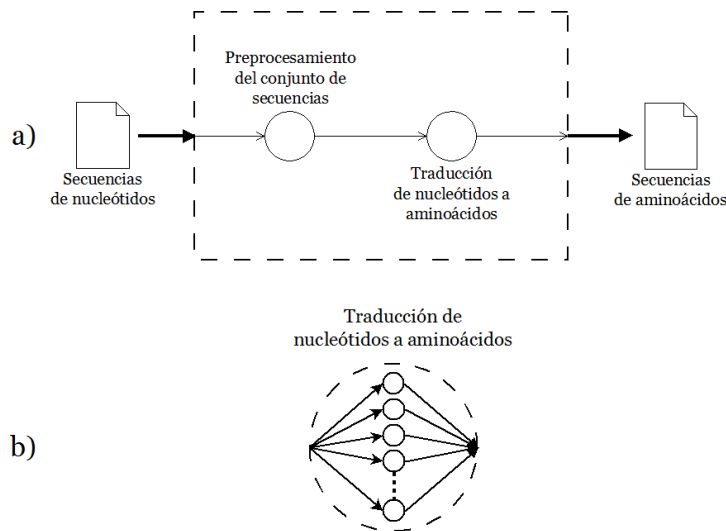 Preprocesamiento
del conjunto de
secuencias
a)
Secuencias
de nucleótidos
Traducción
de nucleótidos a
aminoácidos
Secuencias
de aminoácidos
Traducción de
nucleótidos a aminoácidos
b)